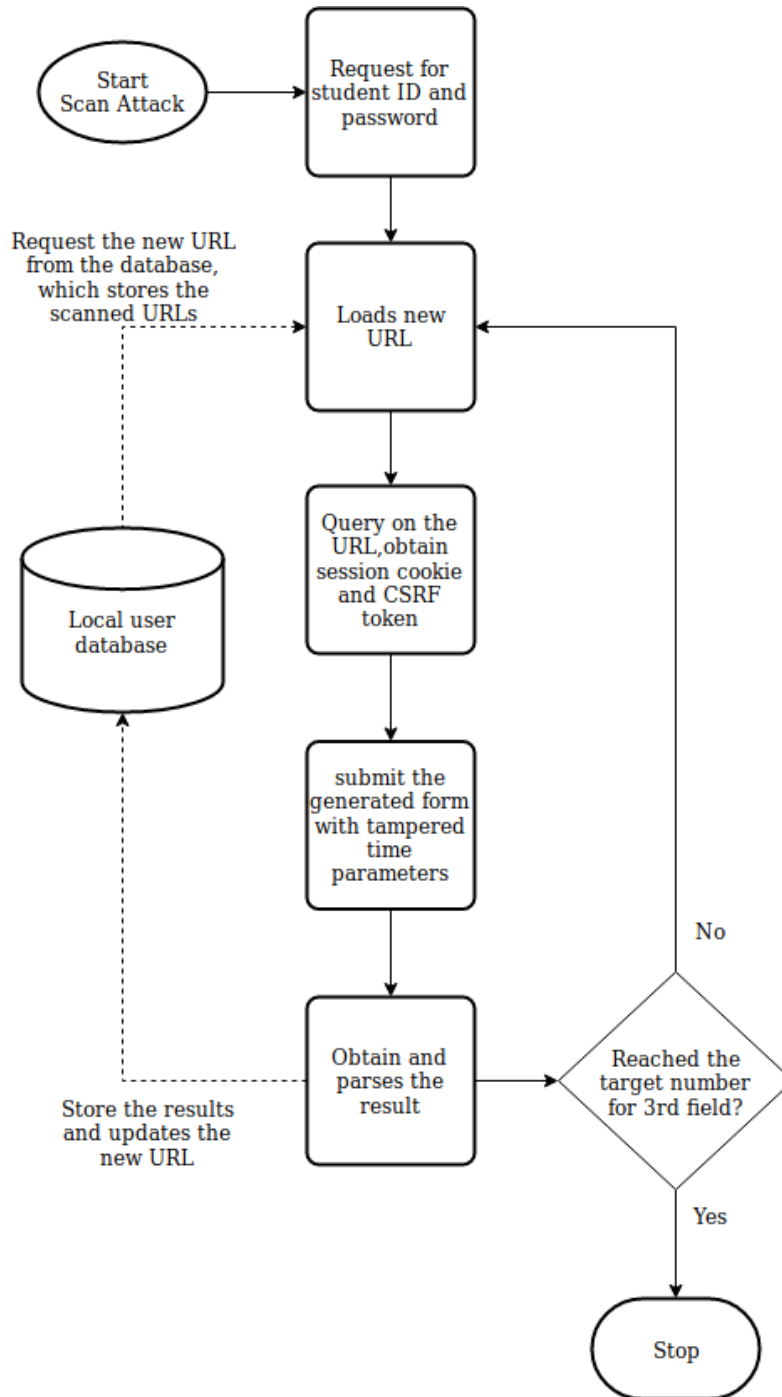 Start
Scan Attack
Request for
student ID and
password
Request the new URL
from the database,
which stores the
scanned URLs
Loads new
URL
Query on the
URL,obtain
session cookie
and CSRF
token
Local user
database
submit the
generated form
with tampered
time
parameters
No
Obtain and
parses the
result
Reached the
target number
for 3rd field?
Store the results
and updates the
new URL
Yes
Stop